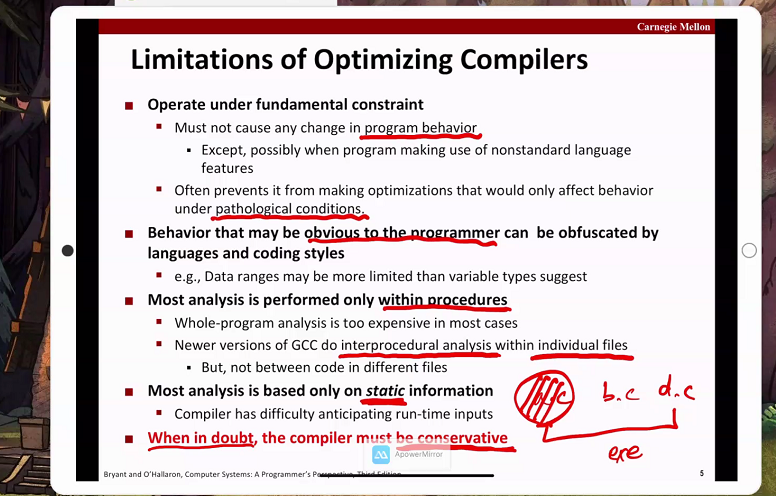 Carnegie Mellon
Limitations of Optimizing Compilers
Operate under fundamental constraint
Must not cause any change in program behavior
Except, possibly when program making use of nonstandard language
features
Often prevents it from making optimizations that would only affect behavior
under pathological conditions.
Behavior that may be obvious to the programmer can be obfuscated by
languages and coding styles
e.g., Data ranges may be more limited than variable types suggest
Most analysis is performed only within procedures
Whole-program analysis is too expensive in most cases
Newer versions of GCC do interprocedural analysis within individual files
But, not between code in different files
Most analysis is based only on static information
Compiler has difficulty anticipating run-time inputs
When in doubt, the compiler must be conservative
b.c d.c
exe
ApowerMirror
Bryant and O'Hallaron, Computer Systems: A Programmer's Perspective, Third Edition
5